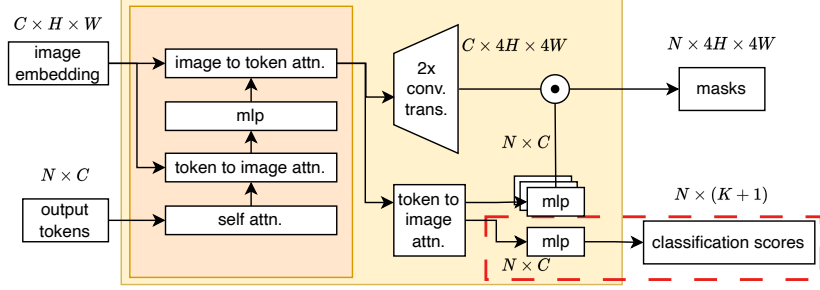 C × H × W
image
embedding
N × C
output
tokens
image to token attn.
mlp
token to image attn.
self attn.
2x
conv.
trans.
C × 4H × 4W
N × C
token to
image
attn.
mlp
mlp
N × C
N × 4H × 4W
masks
N × (K + 1)
classification scores